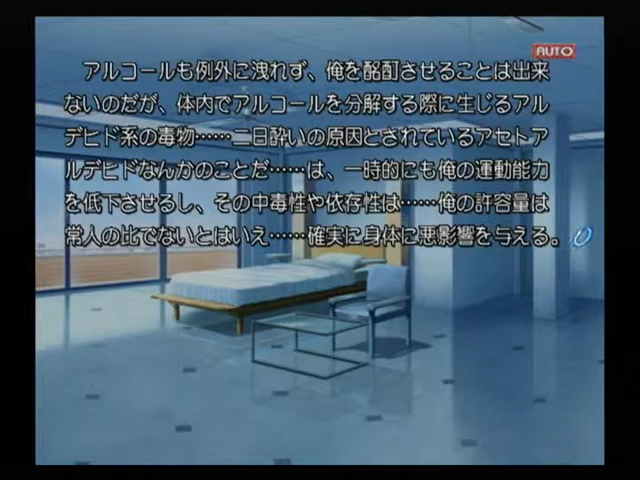 AUTO
アルコールも例外に洩れず、俺を酩酊させることは出来
ないのだが、体内でアルコールを分解する際に生じるアル
デヒド系の毒物……二日酔いの原因とされているアセトア
ルデヒドなんかのことだ……は、一時的にも俺の運動能力
を低下させるし、その中毒性や依存性は……俺の許容量は
常人の比でないとはいえ……確実に身体に悪影響を与える。